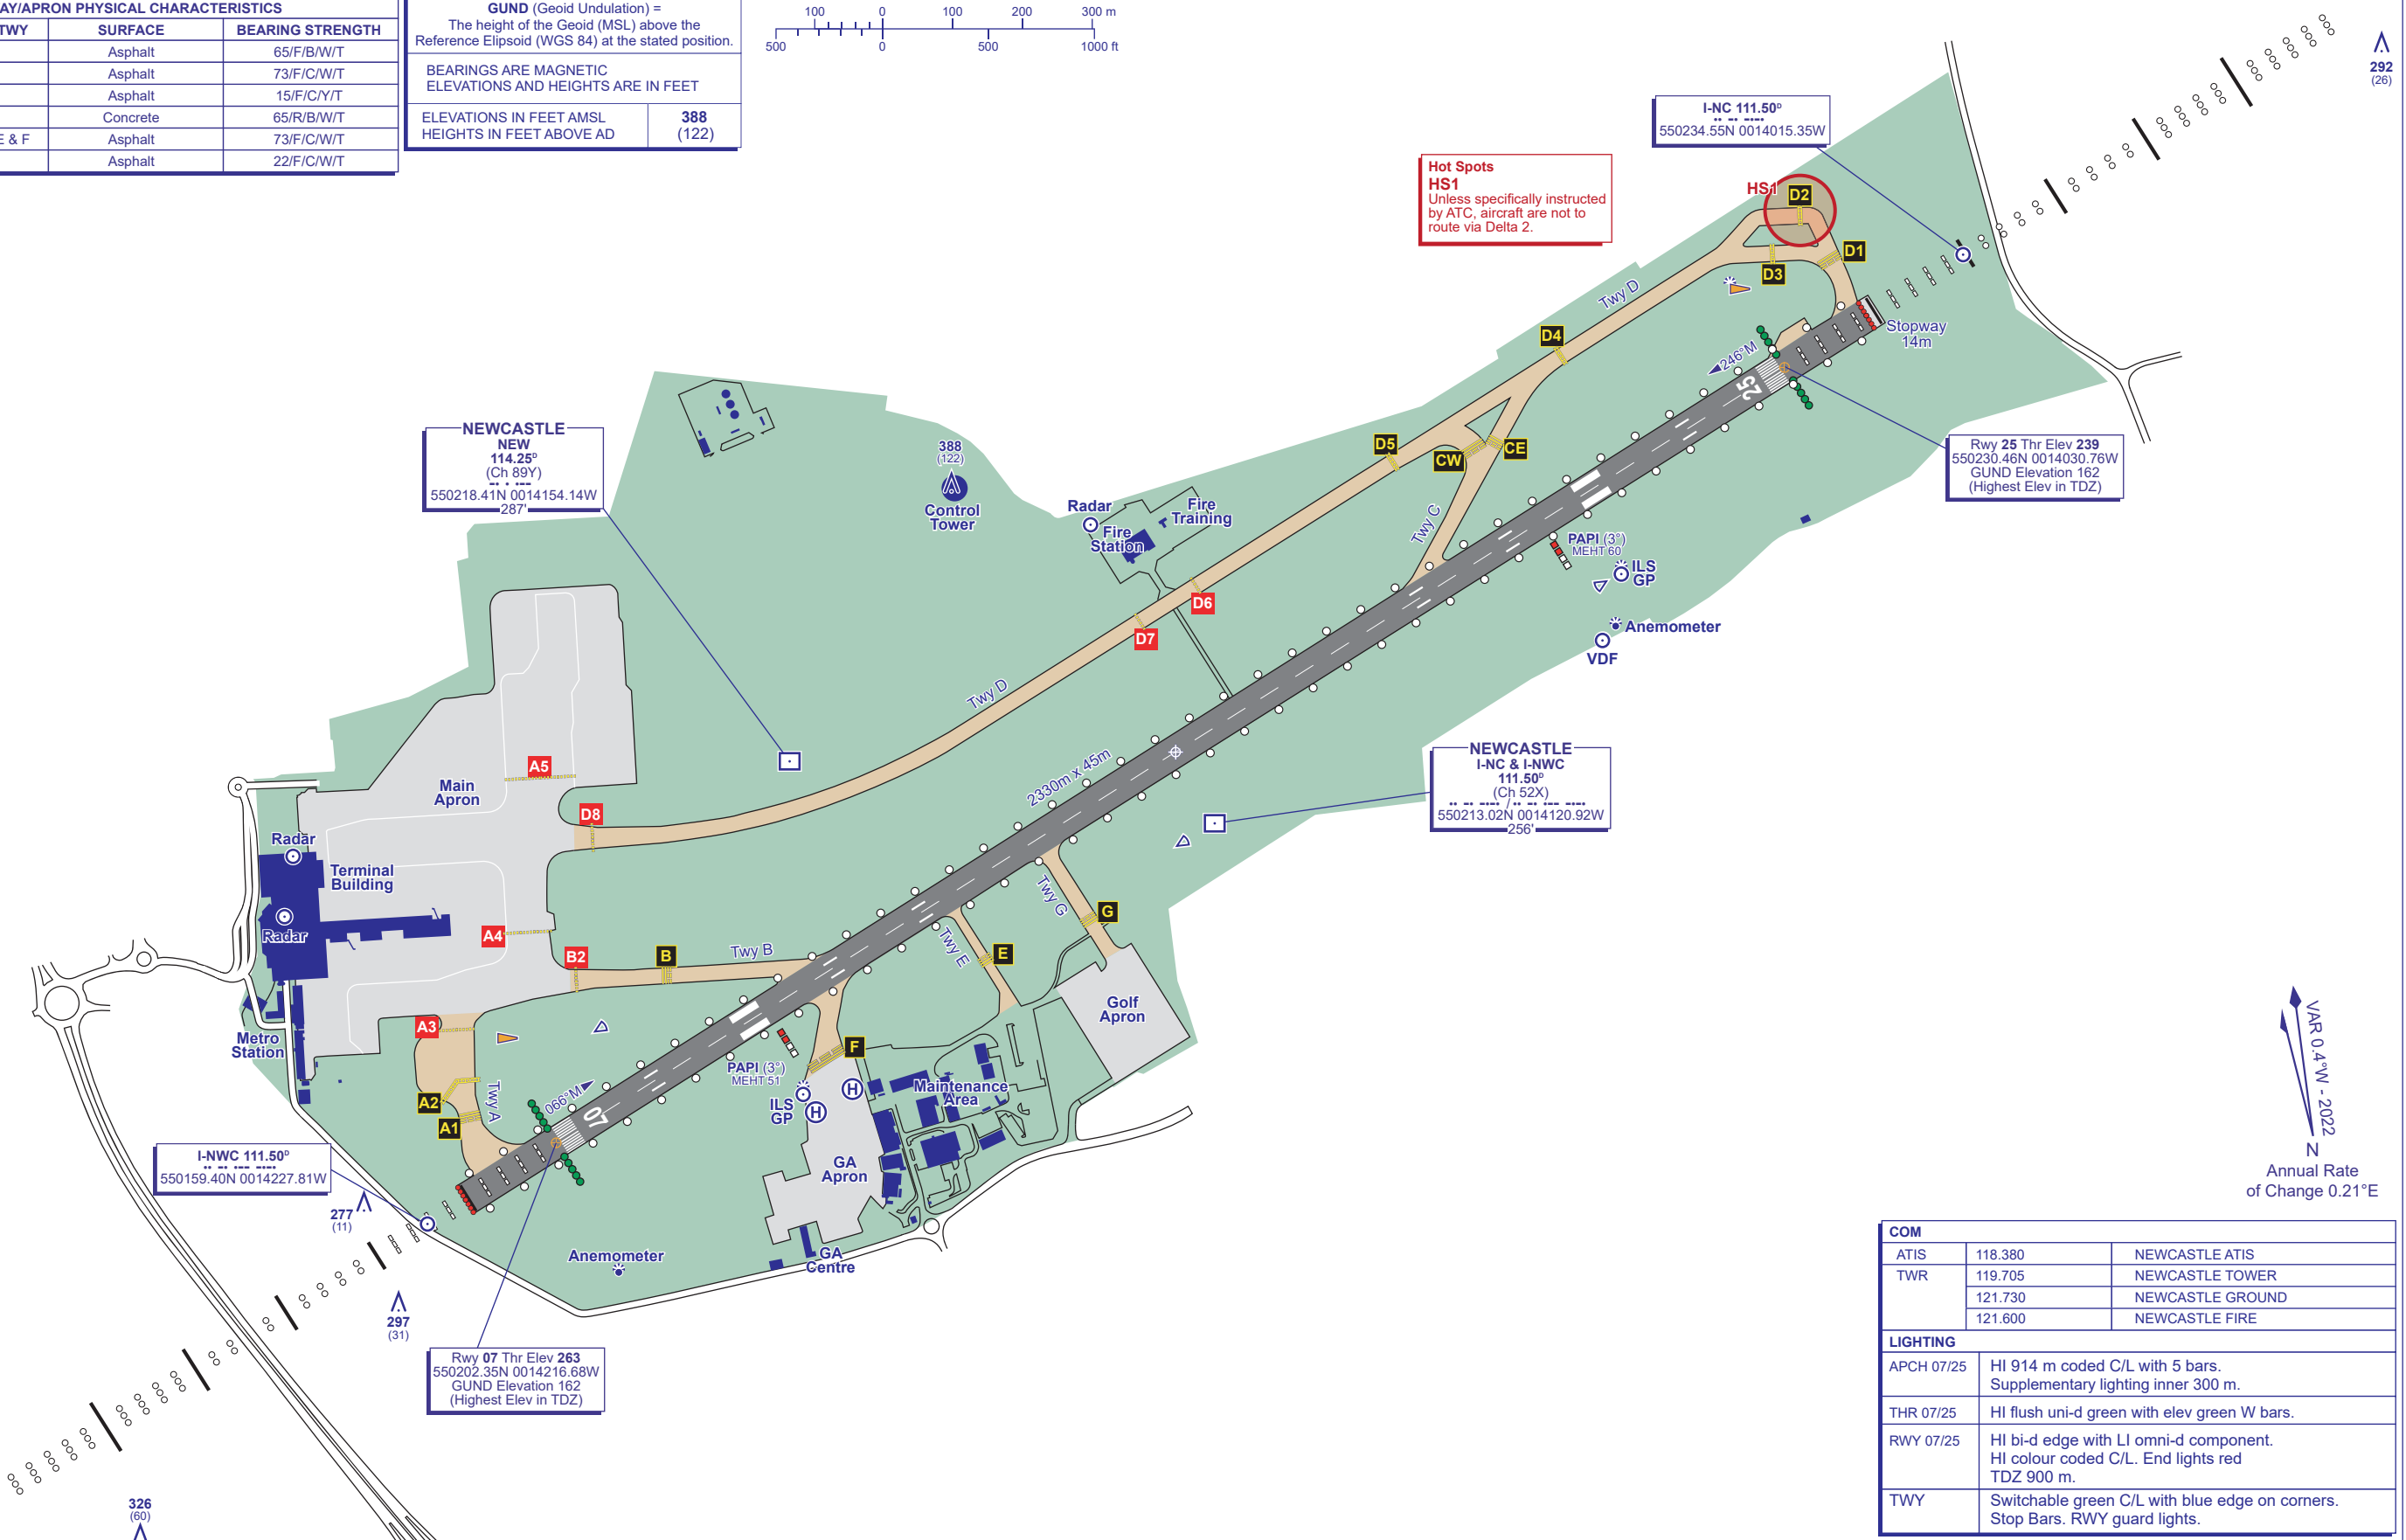 AY/APRON PHYSICAL CHARACTERISTICS
TWY SURFACE BEARING STRENGTH
Asphalt 65/F/B/W/T
Asphalt 73/F/C/W/T
Asphalt 15/F/C/Y/T
Concrete 65/R/B/W/T
E & F Asphalt 73/F/C/W/T
Asphalt 22/F/C/W/T
GUND (Geoid Undulation) =
The height of the Geoid (MSL) above the
Reference Elipsoid (WGS 84) at the stated position.
BEARINGS ARE MAGNETIC
ELEVATIONS AND HEIGHTS ARE IN FEET
ELEVATIONS IN FEET AMSL 388
HEIGHTS IN FEET ABOVE AD (122)
100 0 100 200 300 m
500 0 500 1000 ft
292
(26)
I-NC 111.50D
550234.55N 0014015.35W
Hot Spots
HS1
Unless specifically instructed
by ATC, aircraft are not to
route via Delta 2.
HS1
D2
D1
D3
Twy D
D4
Stopway
14m
246°M
25
NEWCASTLE
NEW
114.25D
(Ch 89Y)
550218.41N 0014154.14W
287'
388
(122)
Control
Tower
D5
CW
CE
Rwy 25 Thr Elev 239
550230.46N 0014030.76W
GUND Elevation 162
(Highest Elev in TDZ)
Radar
Fire
Station
Fire
Training
Twy C
PAPI (3°)
MEHT 60
ILS
GP
D6
D7
Anemometer
VDF
Twy D
2330m x 45m
NEWCASTLE
I-NC & I-NWC
111.50D
(Ch 52X)
550213.02N 0014120.92W
256'
A5
Main
Apron
D8
Radar
Terminal
Building
Radar
A4
B2
B
Twy B
Twy G
G
Twy E
E
Golf
Apron
Metro
Station
A3
A2
A1
Twy A
066°M
07
PAPI (3°)
MEHT 51
F
ILS
GP
H
H
Maintenance
Area
GA
Apron
I-NWC 111.50D
550159.40N 0014227.81W
277
(11)
Anemometer
GA
Centre
297
(31)
Rwy 07 Thr Elev 263
550202.35N 0014216.68W
GUND Elevation 162
(Highest Elev in TDZ)
326
(60)
VAR 0.4°W - 2022
N
Annual Rate
of Change 0.21°E
COM
ATIS 118.380 NEWCASTLE ATIS
TWR 119.705 NEWCASTLE TOWER
121.730 NEWCASTLE GROUND
121.600 NEWCASTLE FIRE
LIGHTING
APCH 07/25 HI 914 m coded C/L with 5 bars.
Supplementary lighting inner 300 m.
THR 07/25 HI flush uni-d green with elev green W bars.
RWY 07/25 HI bi-d edge with LI omni-d component.
HI colour coded C/L. End lights red
TDZ 900 m.
TWY Switchable green C/L with blue edge on corners.
Stop Bars. RWY guard lights.